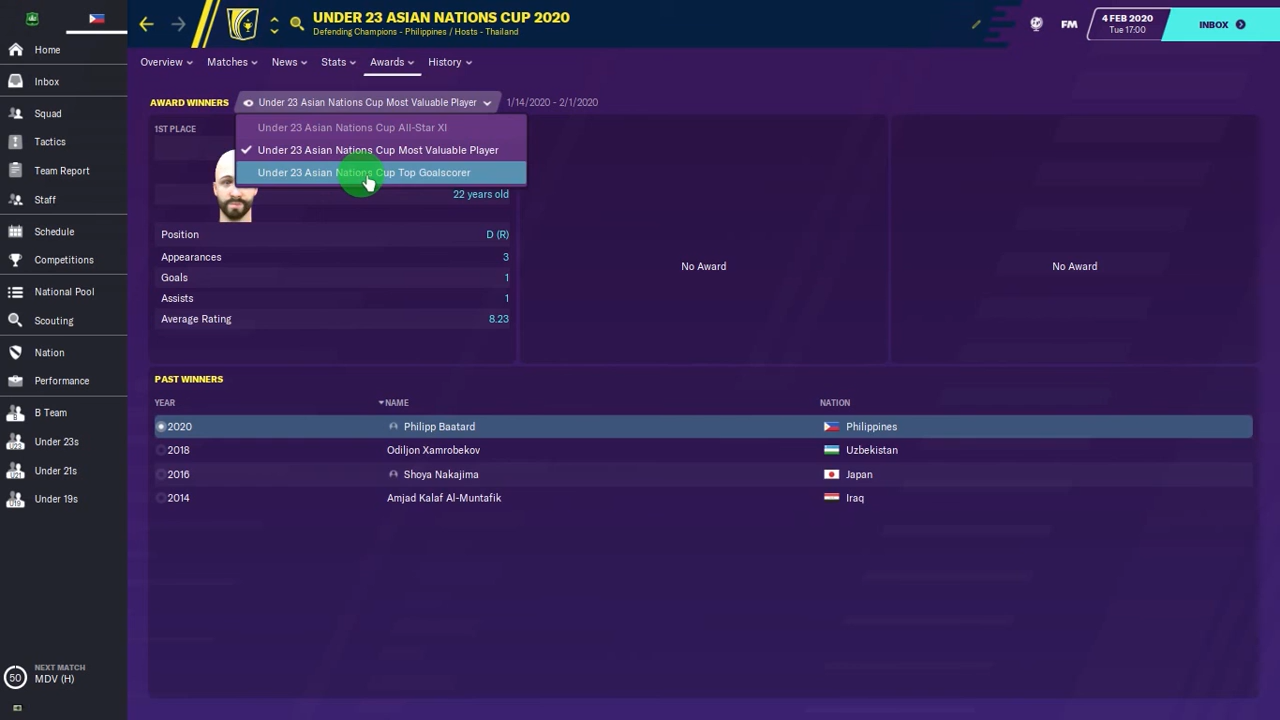 UNDER 23 ASIAN NATIONS CUP 2020
Defending Champions - Philippines / Hosts - Thailand
FM
4 FEB 2020
Tue 17:00
INBOX
Overview
Matches
News
Stats
Awards
History
Home
Inbox
Squad
Tactics
Team Report
Staff
Schedule
Competitions
National Pool
Scouting
Nation
Performance
B Team
Under 23s
Under 21s
Under 19s
50
NEXT MATCH
MDV (H)
AWARD WINNERS
Under 23 Asian Nations Cup Most Valuable Player
1/14/2020 - 2/1/2020
Under 23 Asian Nations Cup All-Star XI
Under 23 Asian Nations Cup Most Valuable Player
Under 23 Asian Nations Cup Top Goalscorer
1ST PLACE
22 years old
Position D (R)
Appearances 3
Goals 1
Assists 1
Average Rating 8.23
No Award
No Award
PAST WINNERS
YEAR NAME NATION
2020 Philipp Baatard Philippines
2018 Odiljon Xamrobekov Uzbekistan
2016 Shoya Nakajima Japan
2014 Amjad Kalaf Al-Muntafik Iraq